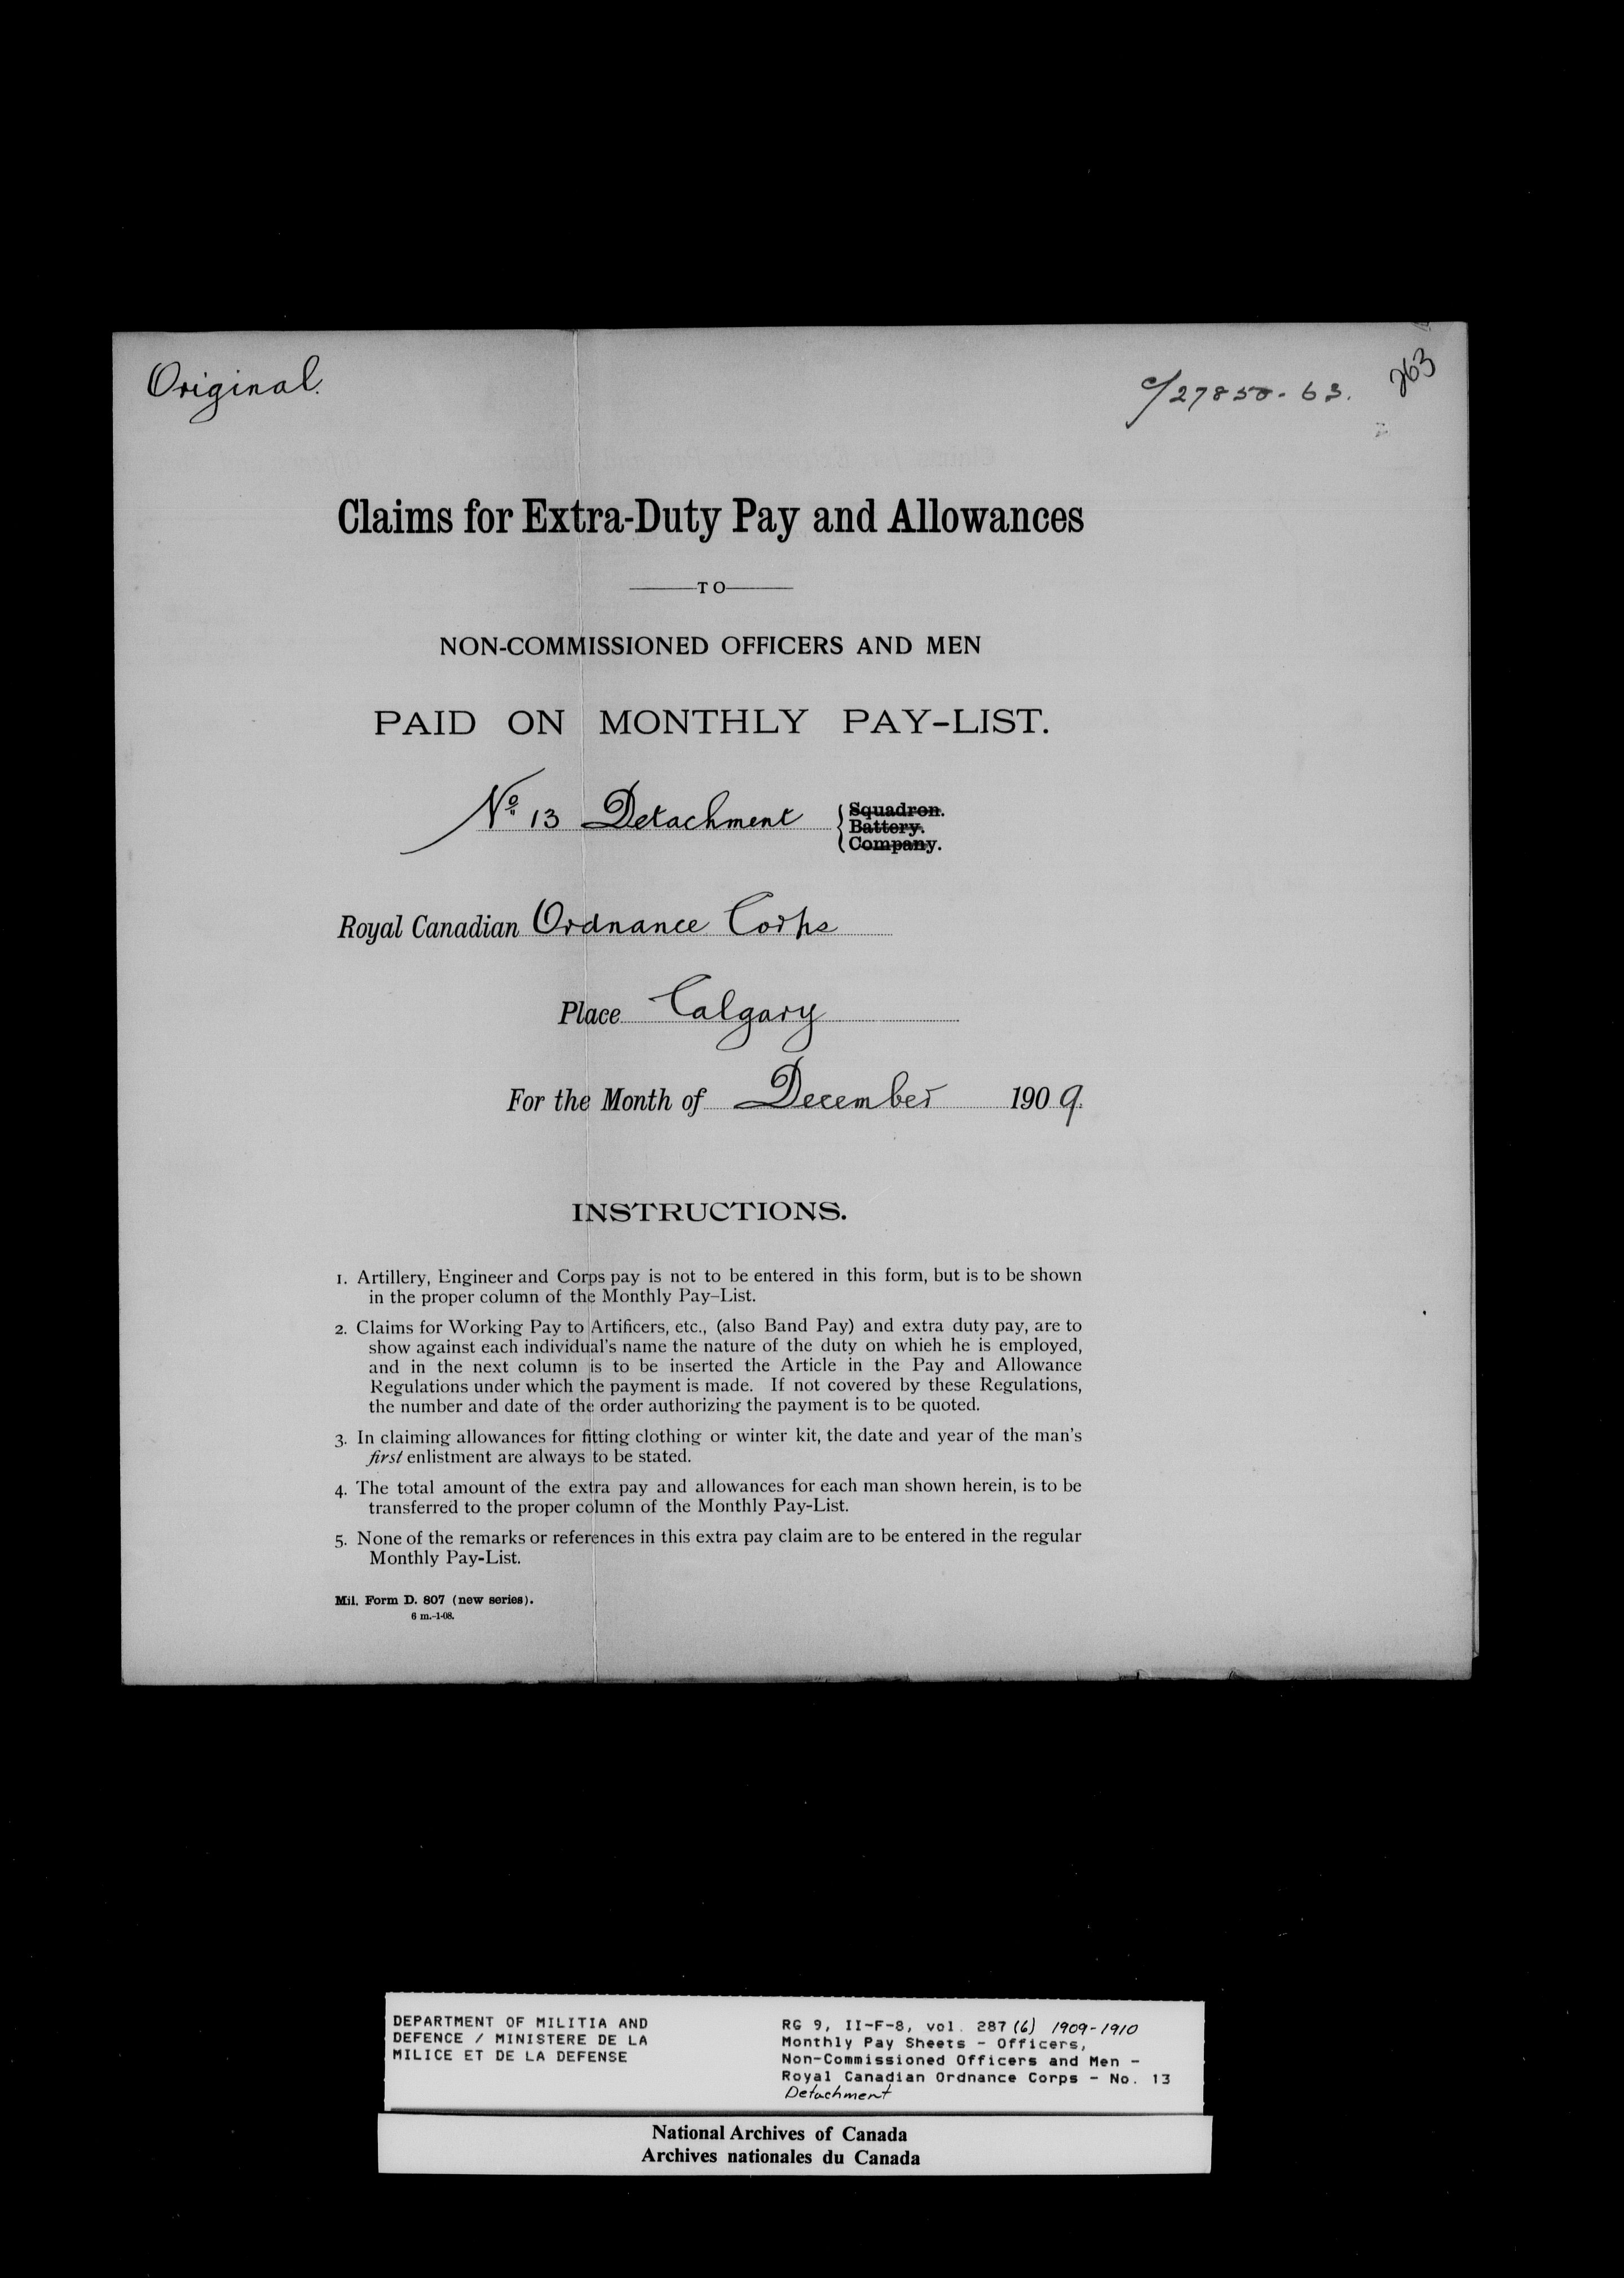 Original.
c/27850-63.
263
Claims for Extra-Duty Pay and Allowances
TO
NON-COMMISSIONED OFFICERS AND MEN
PAID ON MONTHLY PAY-LIST.
No. 13 Detachment
Squadron.
Battery.
Company.
Royal Canadian Ordnance Corps
Place Calgary
For the Month of December 1909.
INSTRUCTIONS.
1. Artillery, Engineer and Corps pay is not to be entered in this form, but is to be shown
in the proper column of the Monthly Pay-List.
2. Claims for Working Pay to Artificers, etc., (also Band Pay) and extra duty pay, are to
show against each individual's name the nature of the duty on which he is employed,
and in the next column is to be inserted the Article in the Pay and Allowance
Regulations under which the payment is made. If not covered by these Regulations,
the number and date of the order authorizing the payment is to be quoted.
3. In claiming allowances for fitting clothing or winter kit, the date and year of the man's
first enlistment are always to be stated.
4. The total amount of the extra pay and allowances for each man shown herein, is to be
transferred to the proper column of the Monthly Pay-List.
5. None of the remarks or references in this extra pay claim are to be entered in the regular
Monthly Pay-List.
Mil. Form D. 807 (new series).
6 m.-1-08.
DEPARTMENT OF MILITIA AND
DEFENCE / MINISTERE DE LA
MILICE ET DE LA DEFENSE
RG 9, II-F-8, vol. 287 (6) 1909-1910
Monthly Pay Sheets - Officers,
Non-Commissioned Officers and Men -
Royal Canadian Ordnance Corps - No. 13
Detachment
National Archives of Canada
Archives nationales du Canada